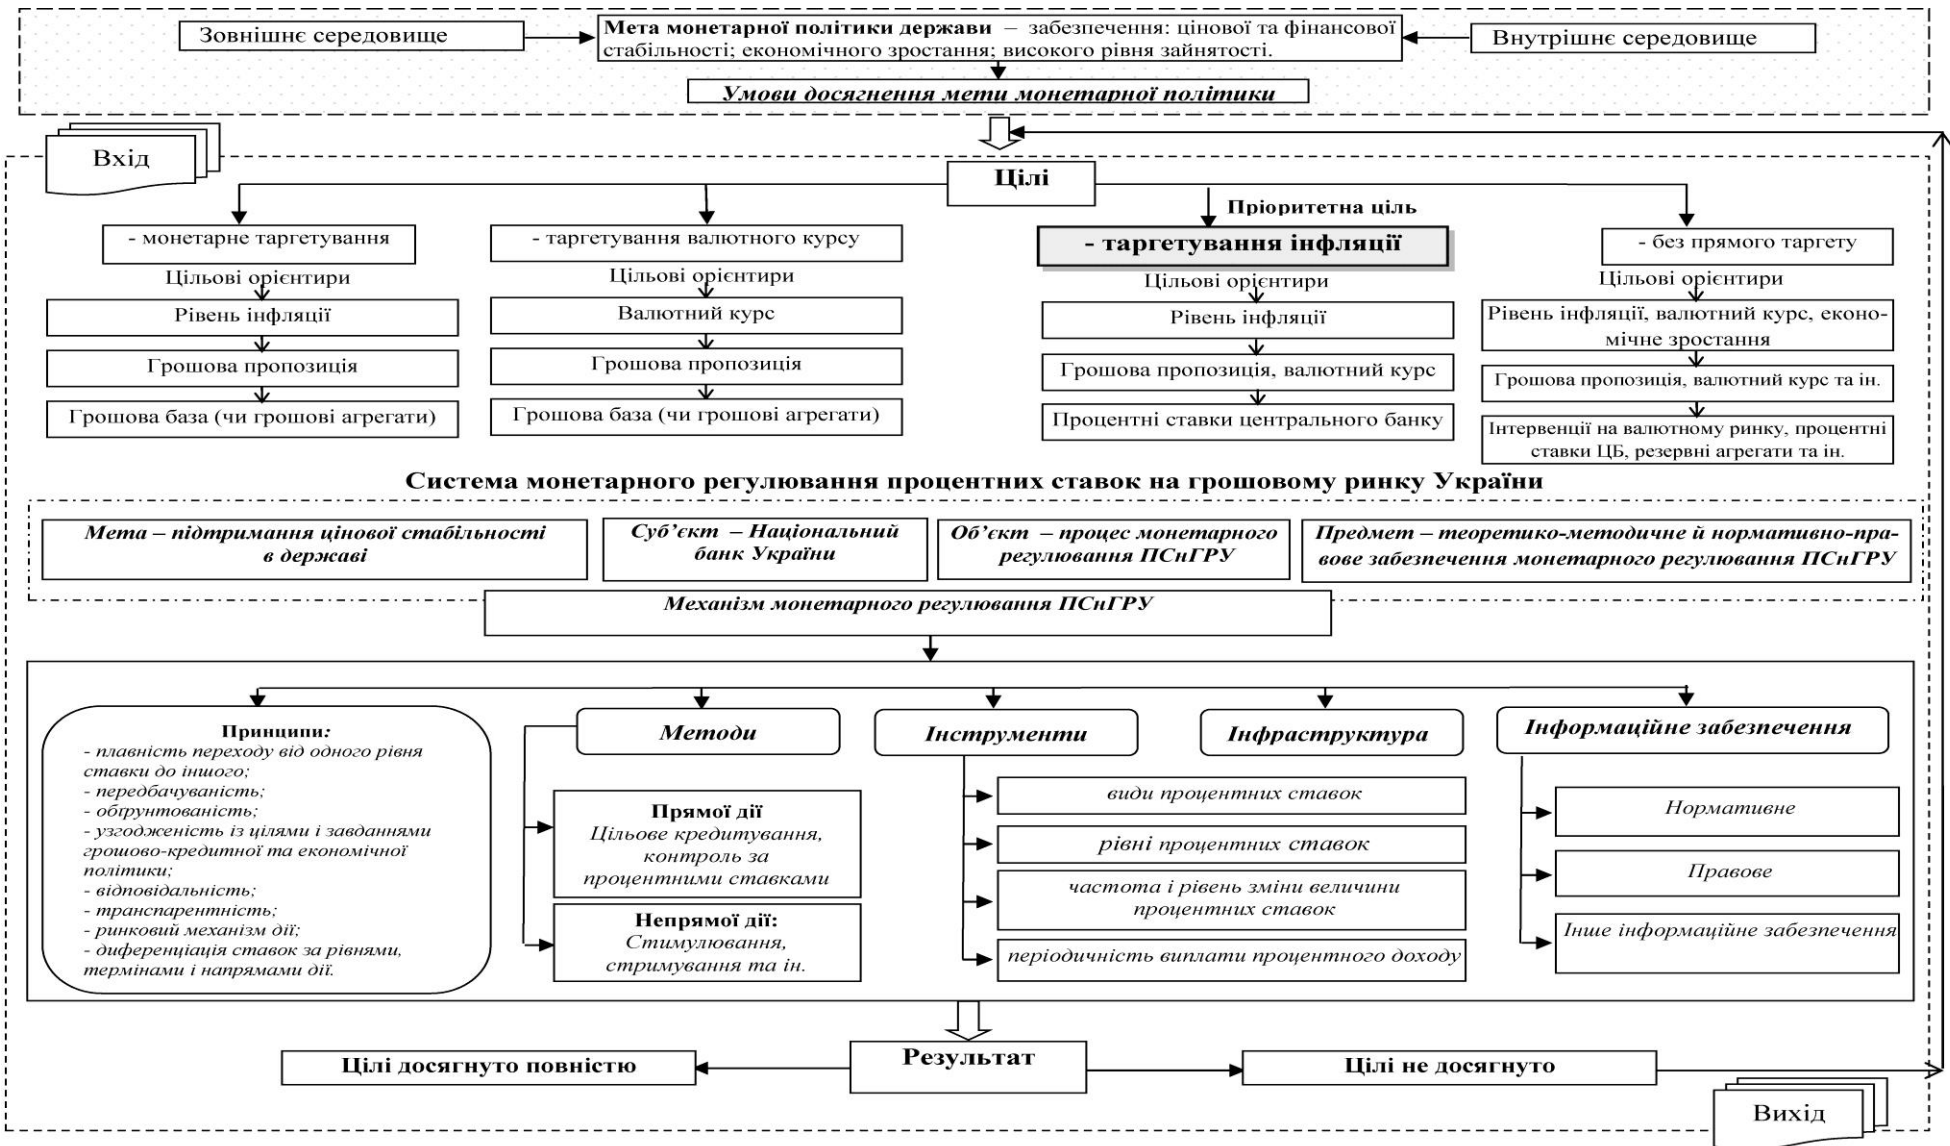 Зовнішнє середовище
Мета монетарної політики держави – забезпечення: цінової та фінансової
стабільності; економічного зростання; високого рівня зайнятості.
Внутрішнє середовище
Умови досягнення мети монетарної політики
Вхід
Цілі
Пріоритетна ціль
- монетарне таргетування
Цільові орієнтири
Рівень інфляції
Грошова пропозиція
Грошова база (чи грошові агрегати)
- таргетування валютного курсу
Цільові орієнтири
Валютний курс
Грошова пропозиція
Грошова база (чи грошові агрегати)
- таргетування інфляції
Цільові орієнтири
Рівень інфляції
Грошова пропозиція, валютний курс
Процентні ставки центрального банку
- без прямого таргету
Цільові орієнтири
Рівень інфляції, валютний курс, еконо-
мічне зростання
Грошова пропозиція, валютний курс та ін.
Інтервенції на валютному ринку, процентні
ставки ЦБ, резервні агрегати та ін.
Система монетарного регулювання процентних ставок на грошовому ринку України
Мета – підтримання цінової стабільності
в державі
Суб’єкт – Національний
банк України
Об’єкт – процес монетарного
регулювання ПСнГРУ
Предмет – теоретико-методичне й нормативно-пра-
вове забезпечення монетарного регулювання ПСнГРУ
Механізм монетарного регулювання ПСнГРУ
Принципи:
- плавність переходу від одного рівня
ставки до іншого;
- передбачуваність;
- обґрунтованість;
- узгодженість із цілями і завданнями
грошово-кредитної та економічної
політики;
- відповідальність;
- транспарентність;
- ринковий механізм дії;
- диференціація ставок за рівнями,
термінами і напрямами дії.
Методи
Прямої дії
Цільове кредитування,
контроль за
процентними ставками
Непрямої дії:
Стимулювання,
стримування та ін.
Інструменти
види процентних ставок
рівні процентних ставок
частота і рівень зміни величини
процентних ставок
періодичність виплати процентного доходу
Інфраструктура
Інформаційне забезпечення
Нормативне
Правове
Інше інформаційне забезпечення
Результат
Цілі досягнуто повністю
Цілі не досягнуто
Вихід